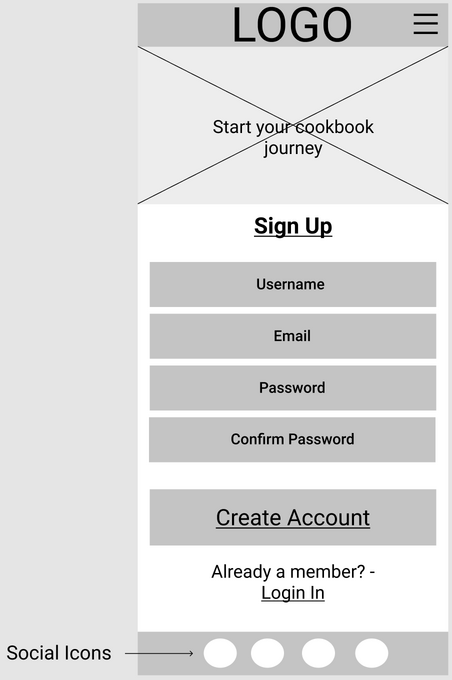 LOGO
Start your cookbook
journey
Sign Up
Username
Email
Password
Confirm Password
Create Account
Already a member? -
Login In
Social Icons